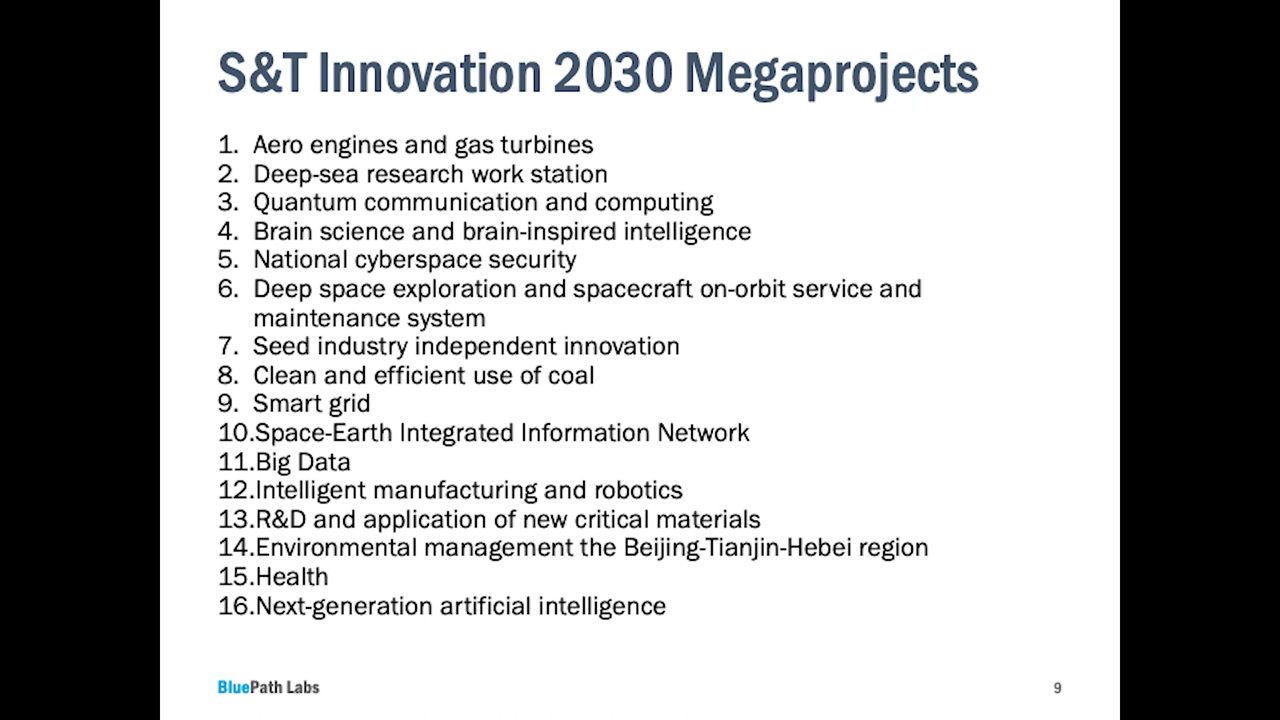 S&T Innovation 2030 Megaprojects
1. Aero engines and gas turbines
2. Deep-sea research work station
3. Quantum communication and computing
4. Brain science and brain-inspired intelligence
5. National cyberspace security
6. Deep space exploration and spacecraft on-orbit service and
maintenance system
7. Seed industry independent innovation
8. Clean and efficient use of coal
9. Smart grid
10.Space-Earth Integrated Information Network
11.Big Data
12.Intelligent manufacturing and robotics
13.R&D and application of new critical materials
14.Environmental management the Beijing-Tianjin-Hebei region
15.Health
16.Next-generation artificial intelligence
BluePath Labs
9